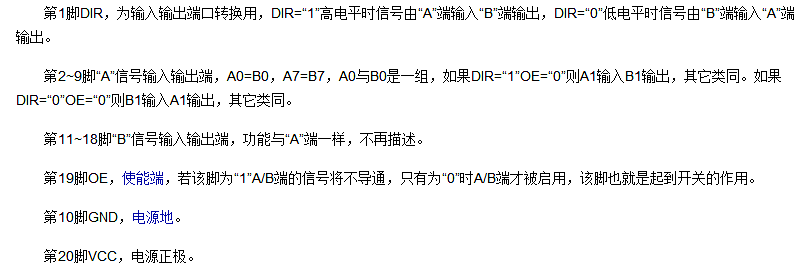 第1脚DIR，为输入输出端口转换用，DIR=“1”高电平时信号由“A”端输入“B”端输出，DIR=“0”低电平时信号由“B”端输入“A”端
输出。
第2~9脚“A”信号输入输出端，A0=B0，A7=B7，A0与B0是一组，如果DIR=“1”OE=“0”则A1输入B1输出，其它类同。如果
DIR=“0”OE=“0”则B1输入A1输出，其它类同。
第11~18脚“B”信号输入输出端，功能与“A”端一样，不再描述。
第19脚OE，使能端，若该脚为“1”A/B端的信号将不导通，只有为“0”时A/B端才被启用，该脚也就是起到开关的作用。
第10脚GND，电源地。
第20脚VCC，电源正极。